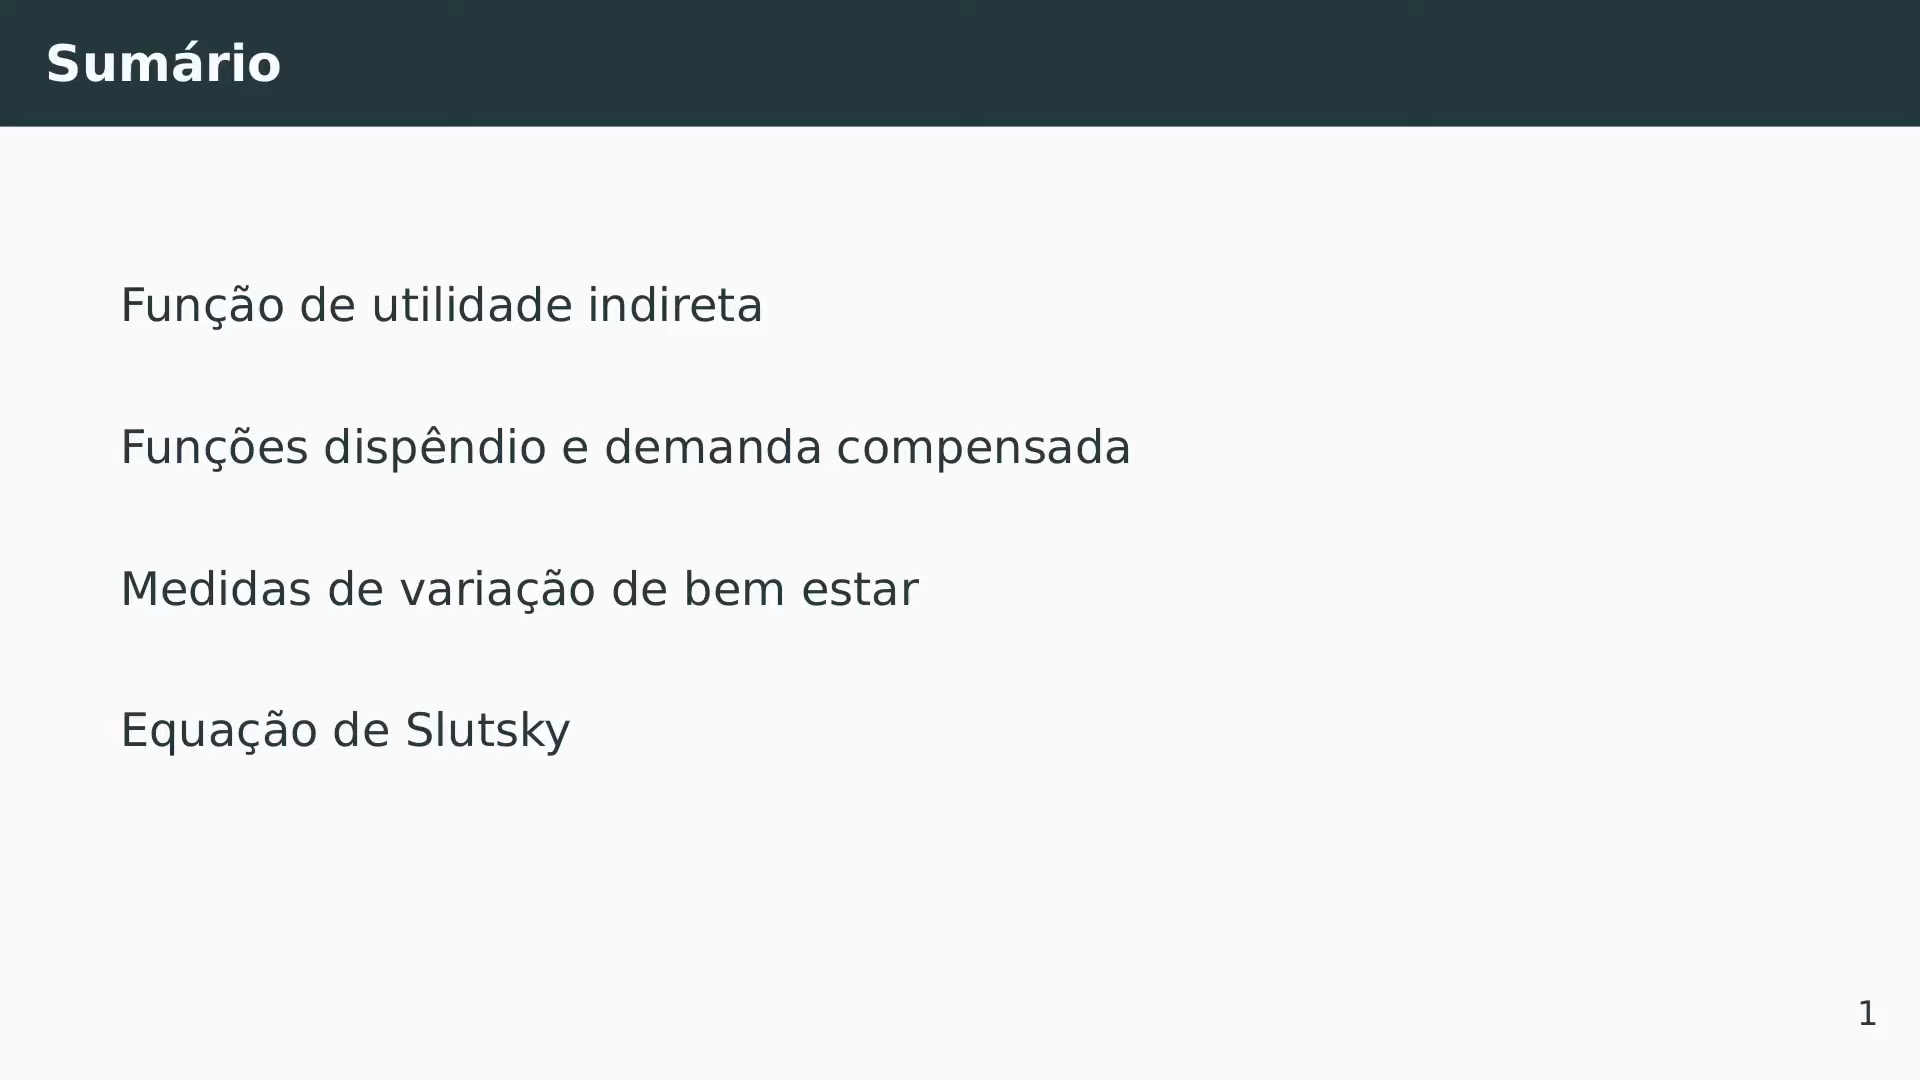 Sumário
Função de utilidade indireta
Funções dispêndio e demanda compensada
Medidas de variação de bem estar
Equação de Slutsky
1